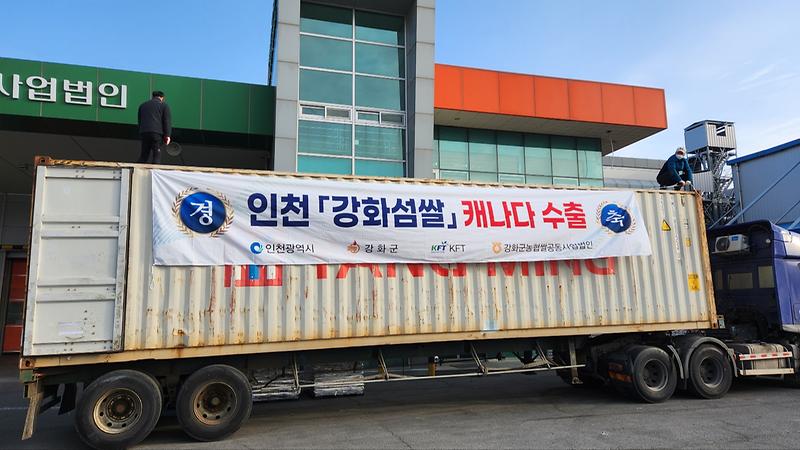 사업법인
경 인천 「강화섬쌀」 캐나다 수출 축
인천광역시 강화군 KFT KFT 강화군농협쌀공동사업법인
YANG MING